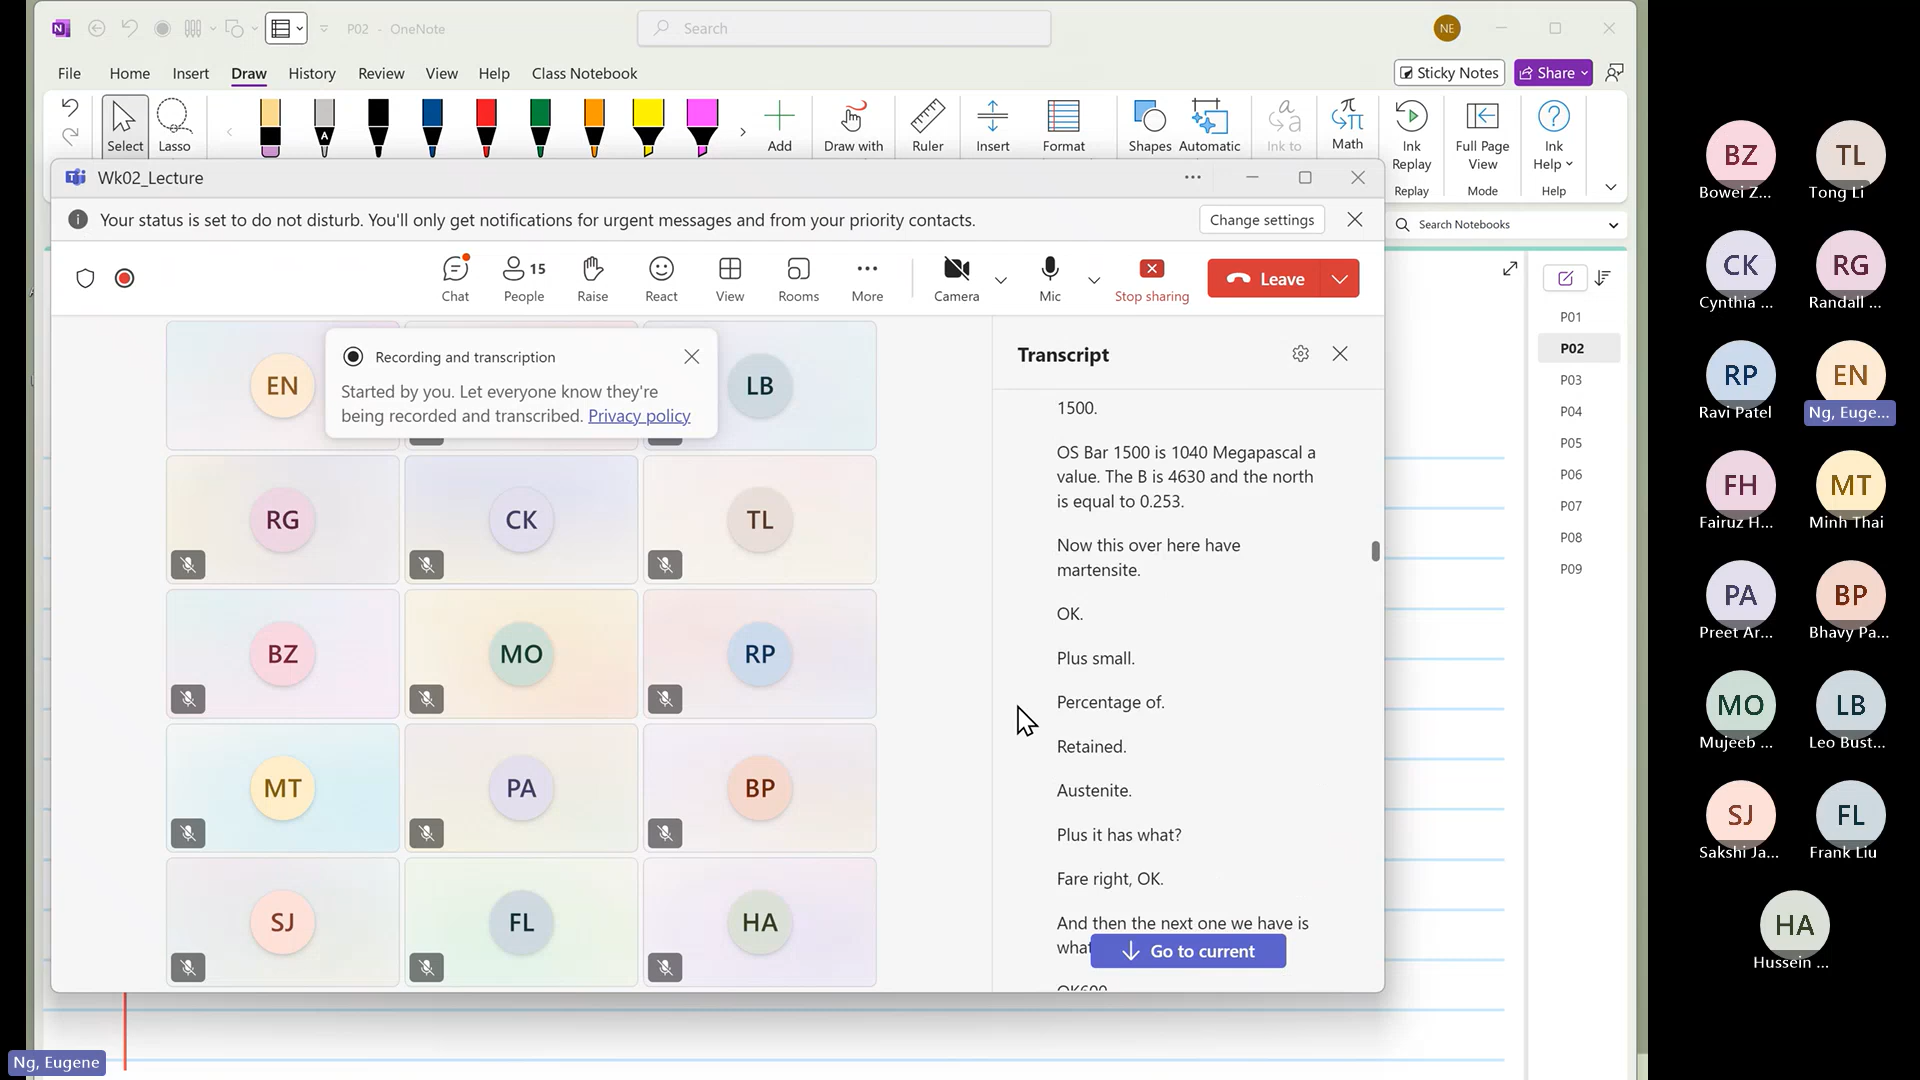 P02 - OneNote
Search
NE
File Home Insert Draw History Review View Help Class Notebook
Sticky Notes
Share
Select
Lasso
A
Add
Draw with
Ruler
Insert
Format
Shapes
Automatic
Ink to
Math
Ink
Replay
Replay
Full Page
View
Mode
Ink
Help
Help
Wk02_Lecture
Your status is set to do not disturb. You'll only get notifications for urgent messages and from your priority contacts.
Change settings
Search Notebooks
Chat
People
15
Raise
React
View
Rooms
More
Camera
Mic
Stop sharing
Leave
Recording and transcription
Started by you. Let everyone know they're
being recorded and transcribed. Privacy policy
EN
LB
RG
CK
TL
BZ
MO
RP
MT
PA
BP
SJ
FL
HA
Transcript
1500.
OS Bar 1500 is 1040 Megapascal a
value. The B is 4630 and the north
is equal to 0.253.
Now this over here have
martensite.
OK.
Plus small.
Percentage of.
Retained.
Austenite.
Plus it has what?
Fare right, OK.
And then the next one we have is
what
Go to current
OK600
P01
P02
P03
P04
P05
P06
P07
P08
P09
BZ
Bowei Z...
TL
Tong Li
CK
Cynthia ...
RG
Randall ...
RP
Ravi Patel
EN
Ng, Euge...
FH
Fairuz H...
MT
Minh Thai
PA
Preet Ar...
BP
Bhavy Pa...
MO
Mujeeb ...
LB
Leo Bust...
SJ
Sakshi Ja...
FL
Frank Liu
HA
Hussein ...
Ng, Eugene